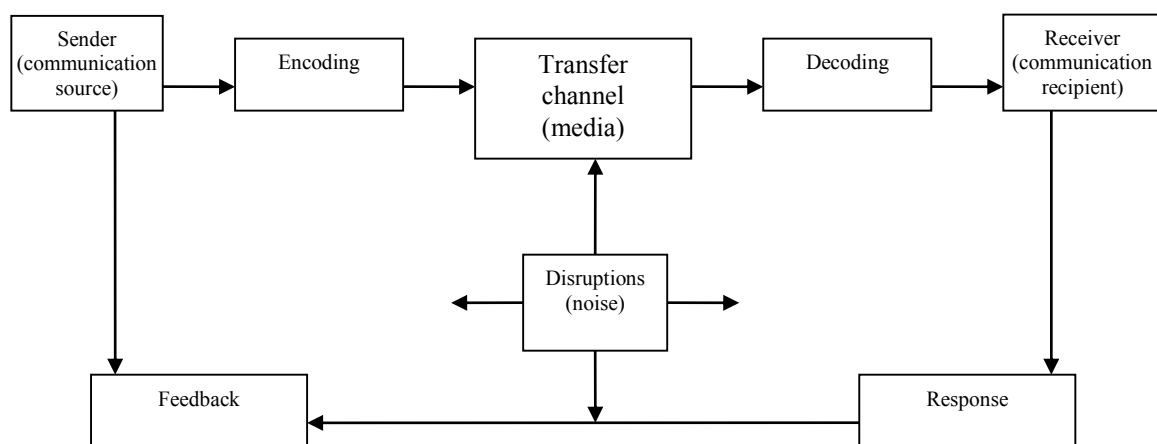 Sender
(communication
source)
Encoding
Transfer
channel
(media)
Decoding
Receiver
(communication
recipient)
Disruptions
(noise)
Feedback
Response